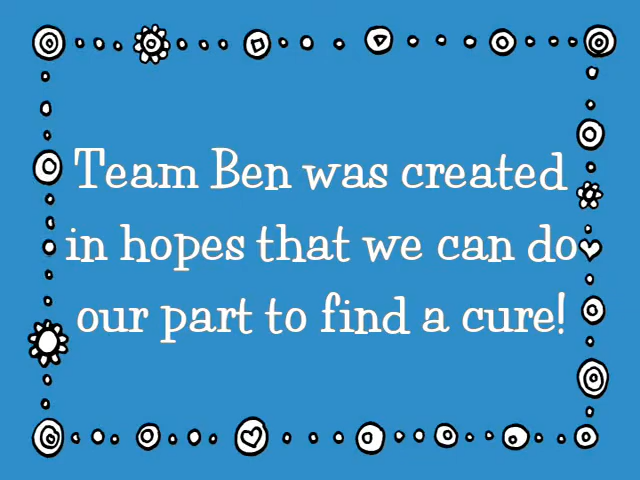 Team Ben was created
in hopes that we can do
our part to find a cure!